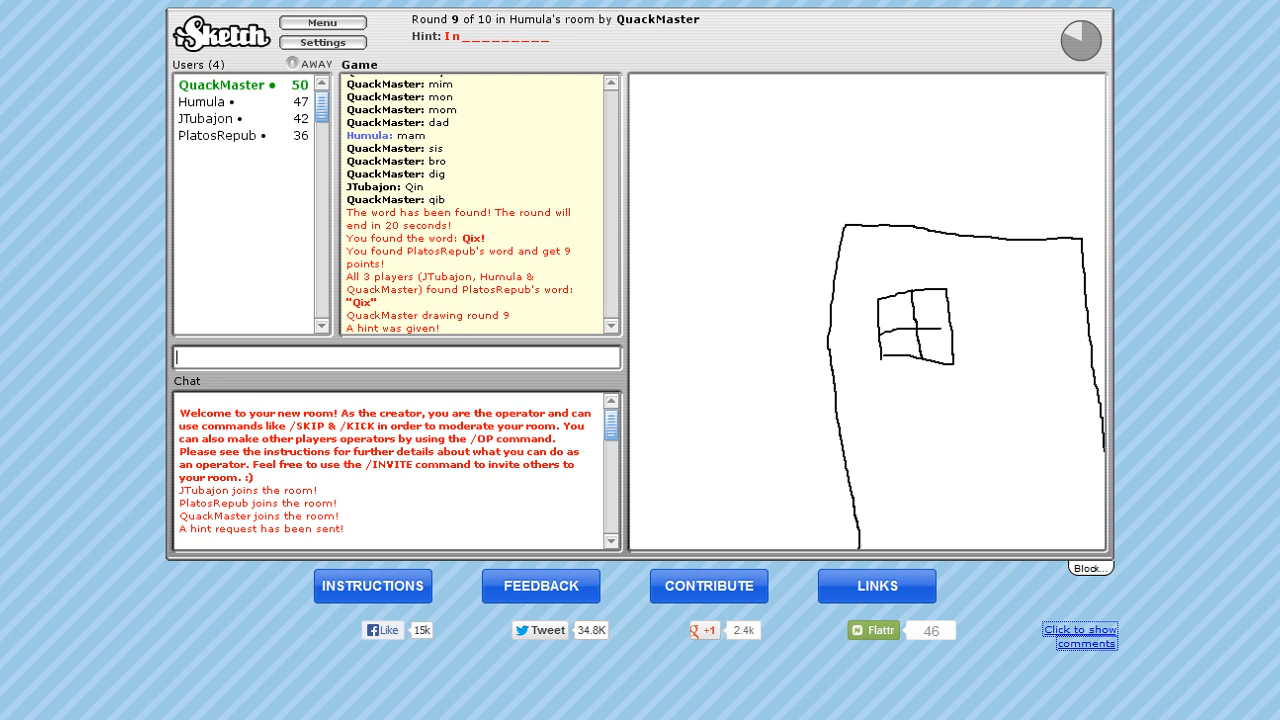 iSketch
Menu
Settings
Round 9 of 10 in Humula's room by QuackMaster
Hint: In_________
Users (4)
AWAY
Game
QuackMaster • 50
Humula • 47
JTubajon • 42
PlatosRepub • 36
QuackMaster: mim
QuackMaster: mon
QuackMaster: mom
QuackMaster: dad
Humula: mam
QuackMaster: sis
QuackMaster: bro
QuackMaster: dig
JTubajon: Qin
QuackMaster: qib
The word has been found! The round will
end in 20 seconds!
You found the word: Qix!
You found PlatosRepub's word and get 9
points!
All 3 players (JTubajon, Humula &
QuackMaster) found PlatosRepub's word:
"Qix"
QuackMaster drawing round 9
A hint was given!
Chat
Welcome to your new room! As the creator, you are the operator and can
use commands like /SKIP & /KICK in order to moderate your room. You
can also make other players operators by using the /OP command.
Please see the instructions for further details about what you can do as
an operator. Feel free to use the /INVITE command to invite others to
your room. :)
JTubajon joins the room!
PlatosRepub joins the room!
QuackMaster joins the room!
A hint request has been sent!
Block...
INSTRUCTIONS
FEEDBACK
CONTRIBUTE
LINKS
Like 15k
Tweet 34.8K
g +1 2.4k
Flattr 46
Click to show
comments